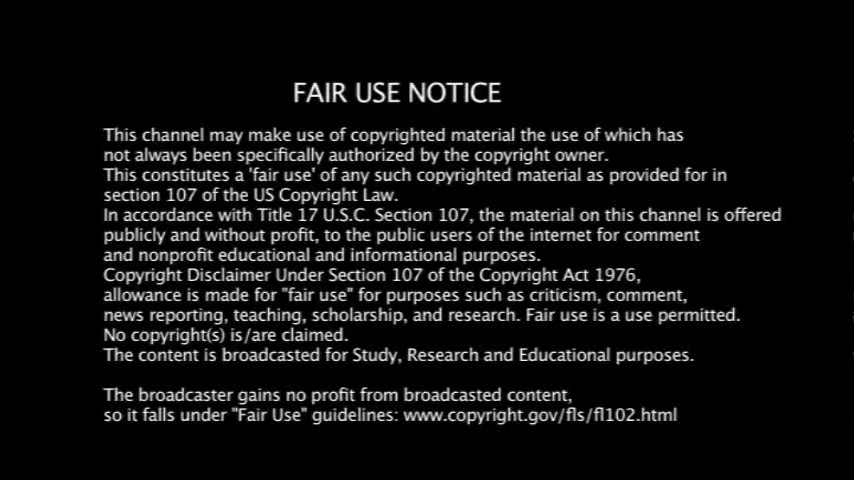 FAIR USE NOTICE
This channel may make use of copyrighted material the use of which has
not always been specifically authorized by the copyright owner.
This constitutes a 'fair use' of any such copyrighted material as provided for in
section 107 of the US Copyright Law.
In accordance with Title 17 U.S.C. Section 107, the material on this channel is offered
publicly and without profit, to the public users of the internet for comment
and nonprofit educational and informational purposes.
Copyright Disclaimer Under Section 107 of the Copyright Act 1976,
allowance is made for "fair use" for purposes such as criticism, comment,
news reporting, teaching, scholarship, and research. Fair use is a use permitted.
No copyright(s) is/are claimed.
The content is broadcasted for Study, Research and Educational purposes.
The broadcaster gains no profit from broadcasted content,
so it falls under "Fair Use" guidelines: www.copyright.gov/fls/fl102.html